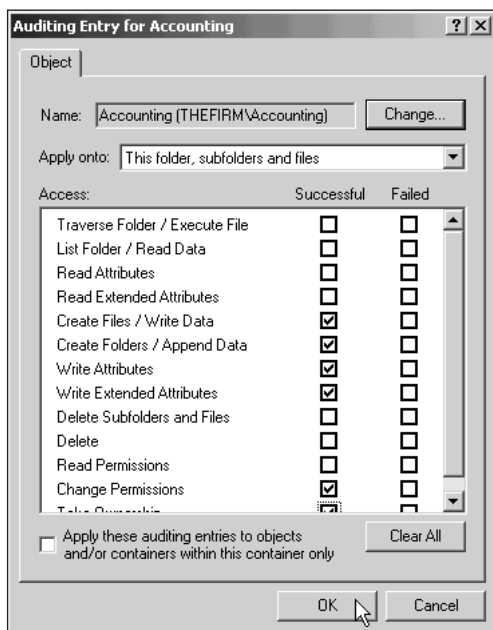 Auditing Entry for Accounting
Object
Name: Accounting (THEFIRM\Accounting) Change...
Apply onto: This folder, subfolders and files
Access: Successful Failed
Traverse Folder / Execute File
List Folder / Read Data
Read Attributes
Read Extended Attributes
Create Files / Write Data
Create Folders / Append Data
Write Attributes
Write Extended Attributes
Delete Subfolders and Files
Delete
Read Permissions
Change Permissions
Take Ownership
Apply these auditing entries to objects
and/or containers within this container only
Clear All
OK Cancel